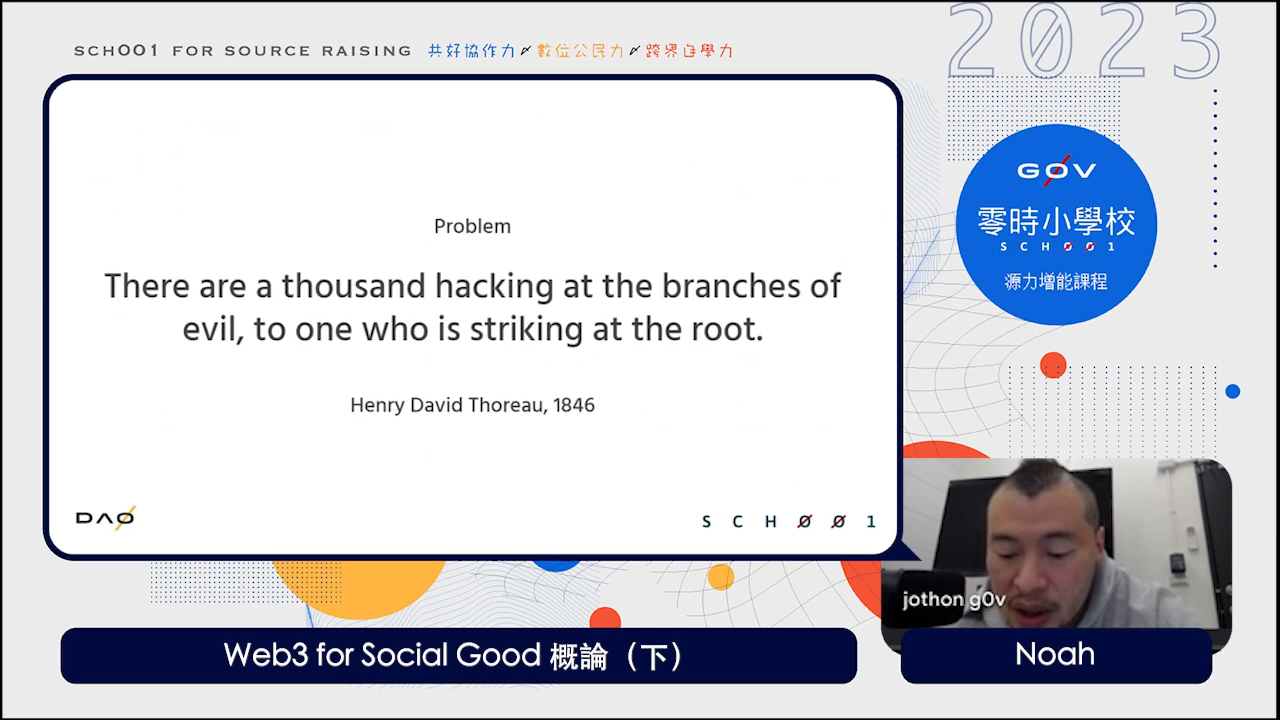 2023
SCH001 FOR SOURCE RAISING 共好協作力〆數位公民力〆跨界自學力
G0V
零時小學校
SCH001
源力增能課程
Problem
There are a thousand hacking at the branches of
evil, to one who is striking at the root.
Henry David Thoreau, 1846
DAO
SCH001
jothon g0v
Web3 for Social Good 概論（下）
Noah